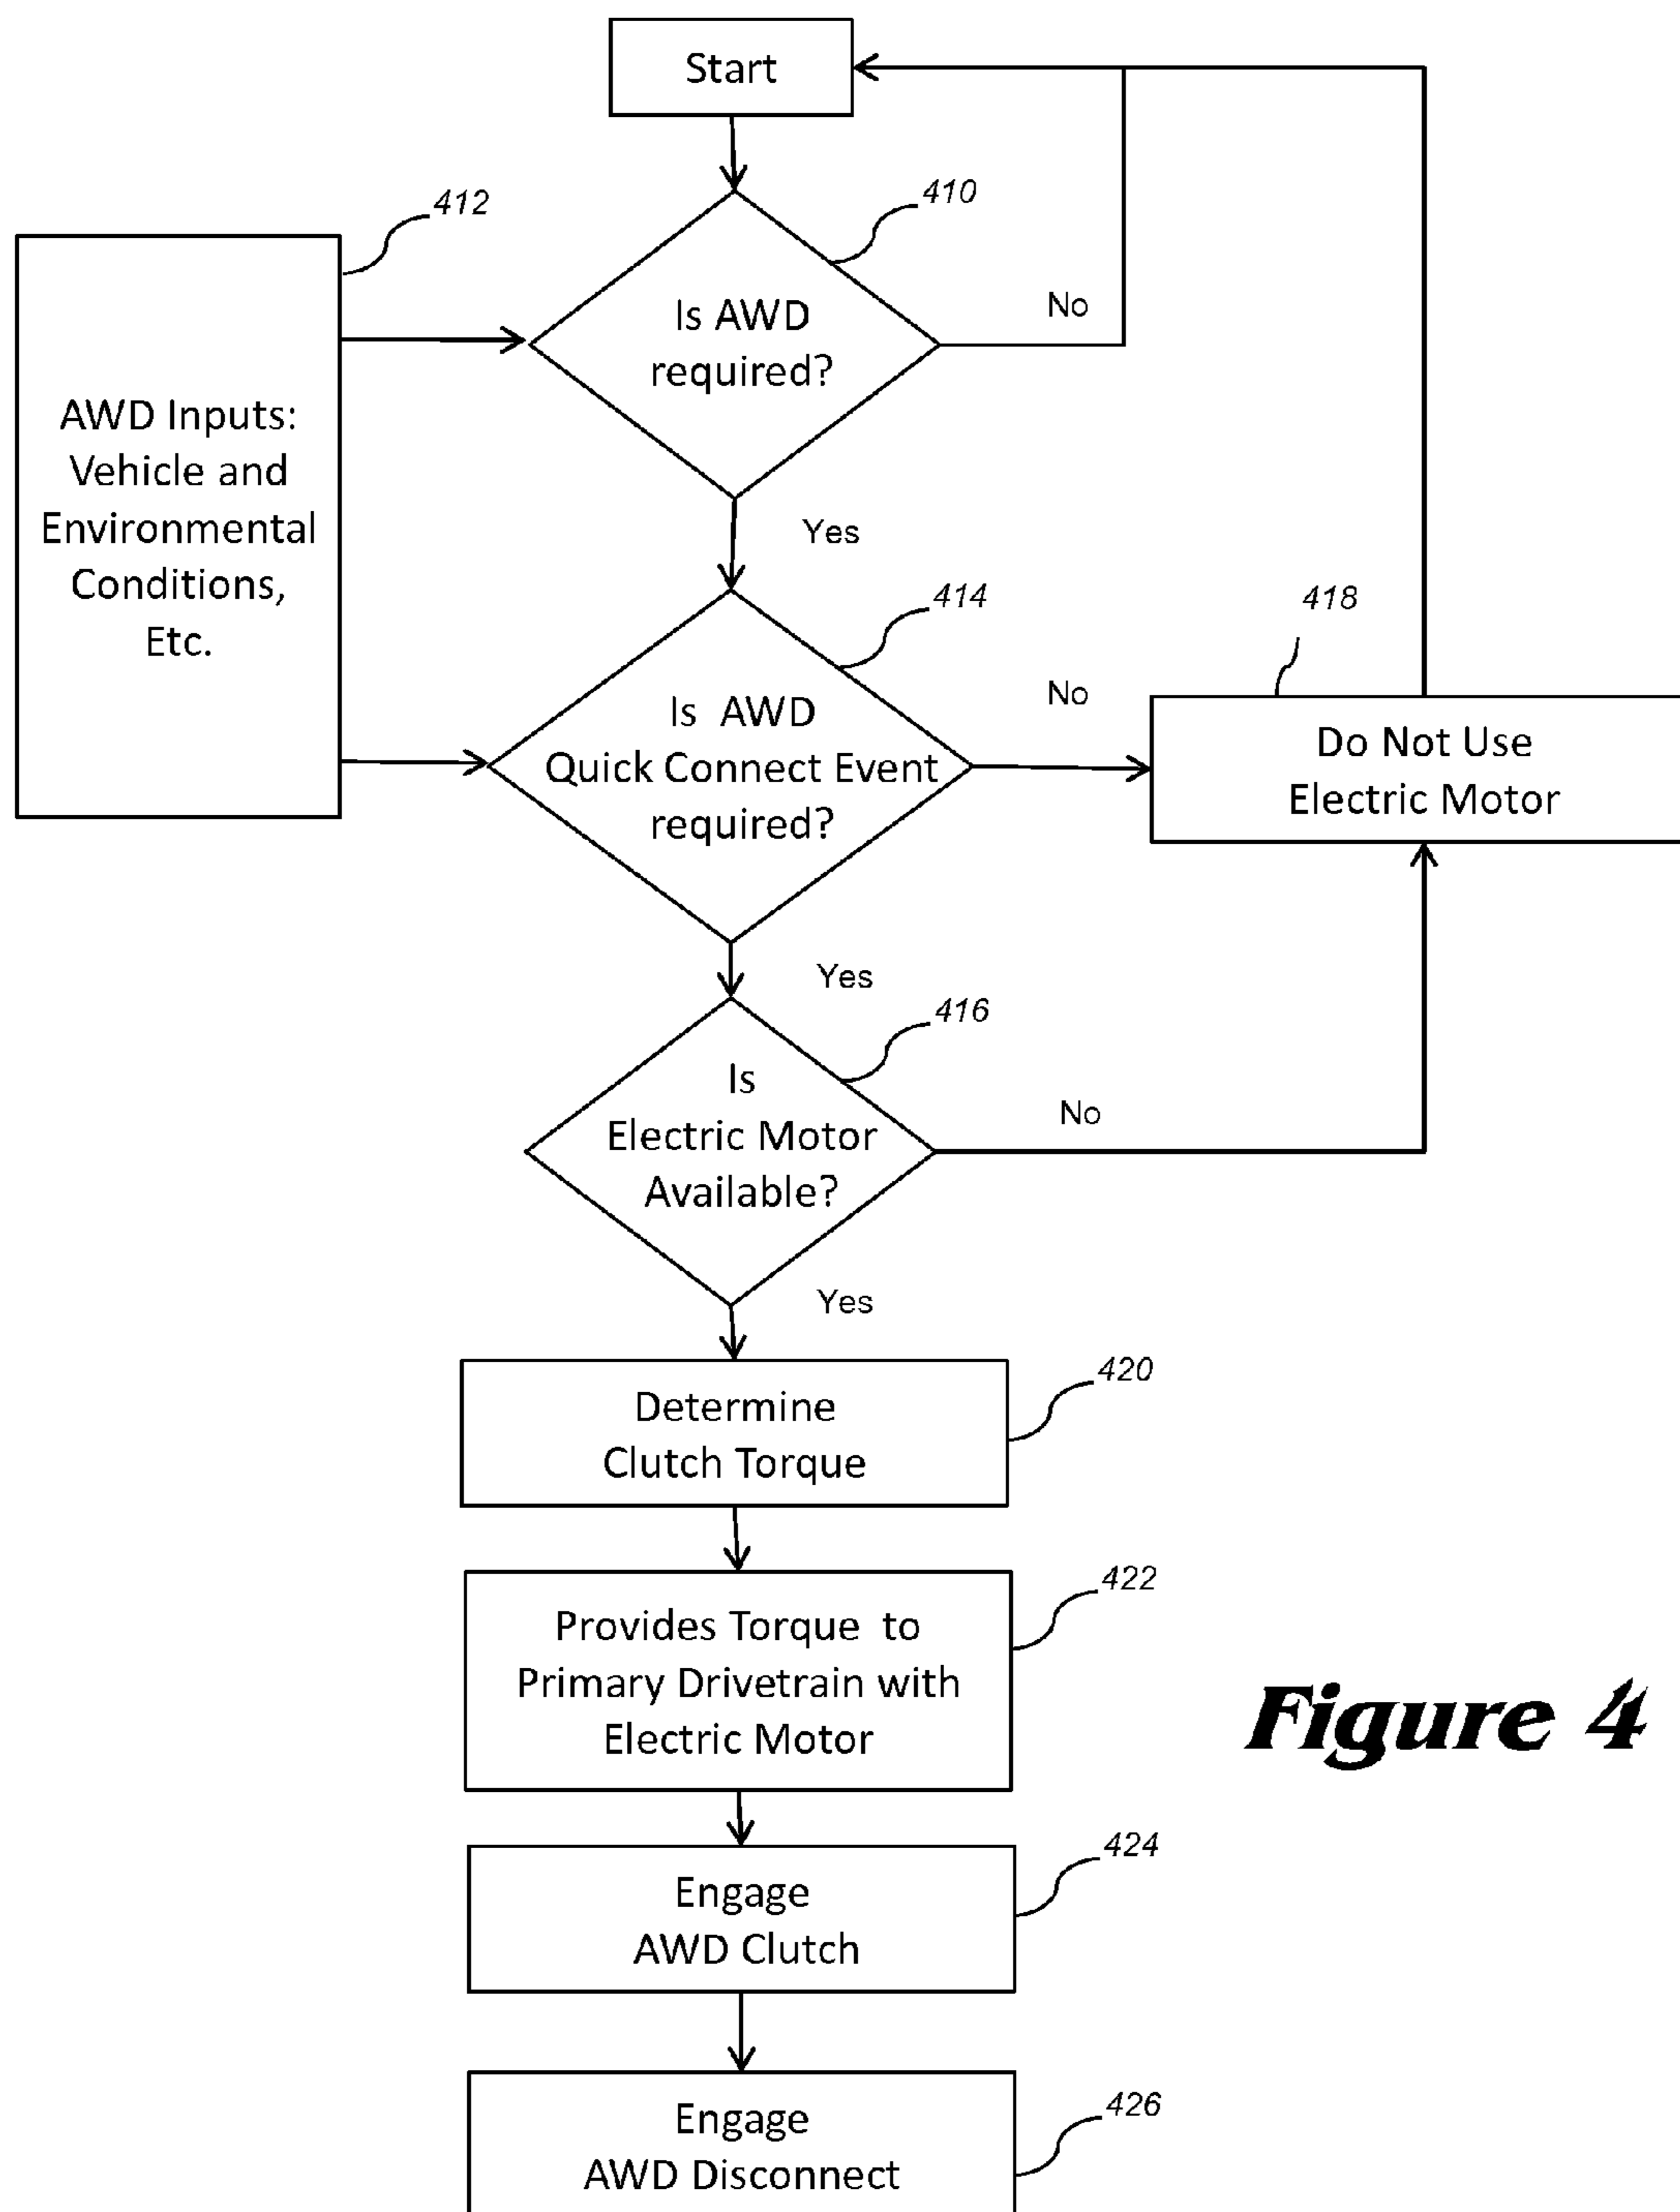 Start
412
410
Is AWD
required?
No
AWD Inputs:
Vehicle and
Environmental
Conditions,
Etc.
Yes
414
418
Is AWD
Quick Connect Event
required?
No
Do Not Use
Electric Motor
Yes
416
Is
Electric Motor
Available?
No
Yes
420
Determine
Clutch Torque
422
Provides Torque to
Primary Drivetrain with
Electric Motor
Figure 4
424
Engage
AWD Clutch
426
Engage
AWD Disconnect